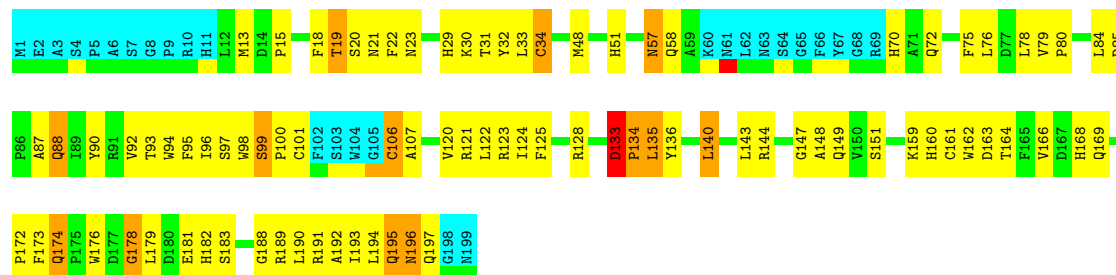 M1 E2 A3 S4 P5 A6 S7 G8 P9 R10 H11 L12 M13 D14 P15 F18 T19 S20 N21 F22 N23 H29 K30 T31 Y32 L33 C34 M48 H51 N57 Q58 A59 K60 N61 L62 N63 S64 G65 F66 Y67 G68 R69 H70 A71 Q72 F75 L76 D77 L78 V79 P80 L84
P86 A87 Q88 I89 Y90 R91 V92 T93 W94 F95 I96 S97 W98 S99 P100 C101 F102 S103 W104 G105 C106 A107 V120 R121 L122 R123 I124 F125 R128 D133 P134 L135 Y136 L140 L143 R144 G147 A148 Q149 V150 S151 K159 H160 C161 W162 D163 T164 F165 V166 D167 H168 Q169
P172 F173 Q174 P175 W176 D177 G178 L179 D180 E181 H182 S183 G188 R189 L190 R191 A192 I193 L194 Q195 N196 Q197 G198 N199